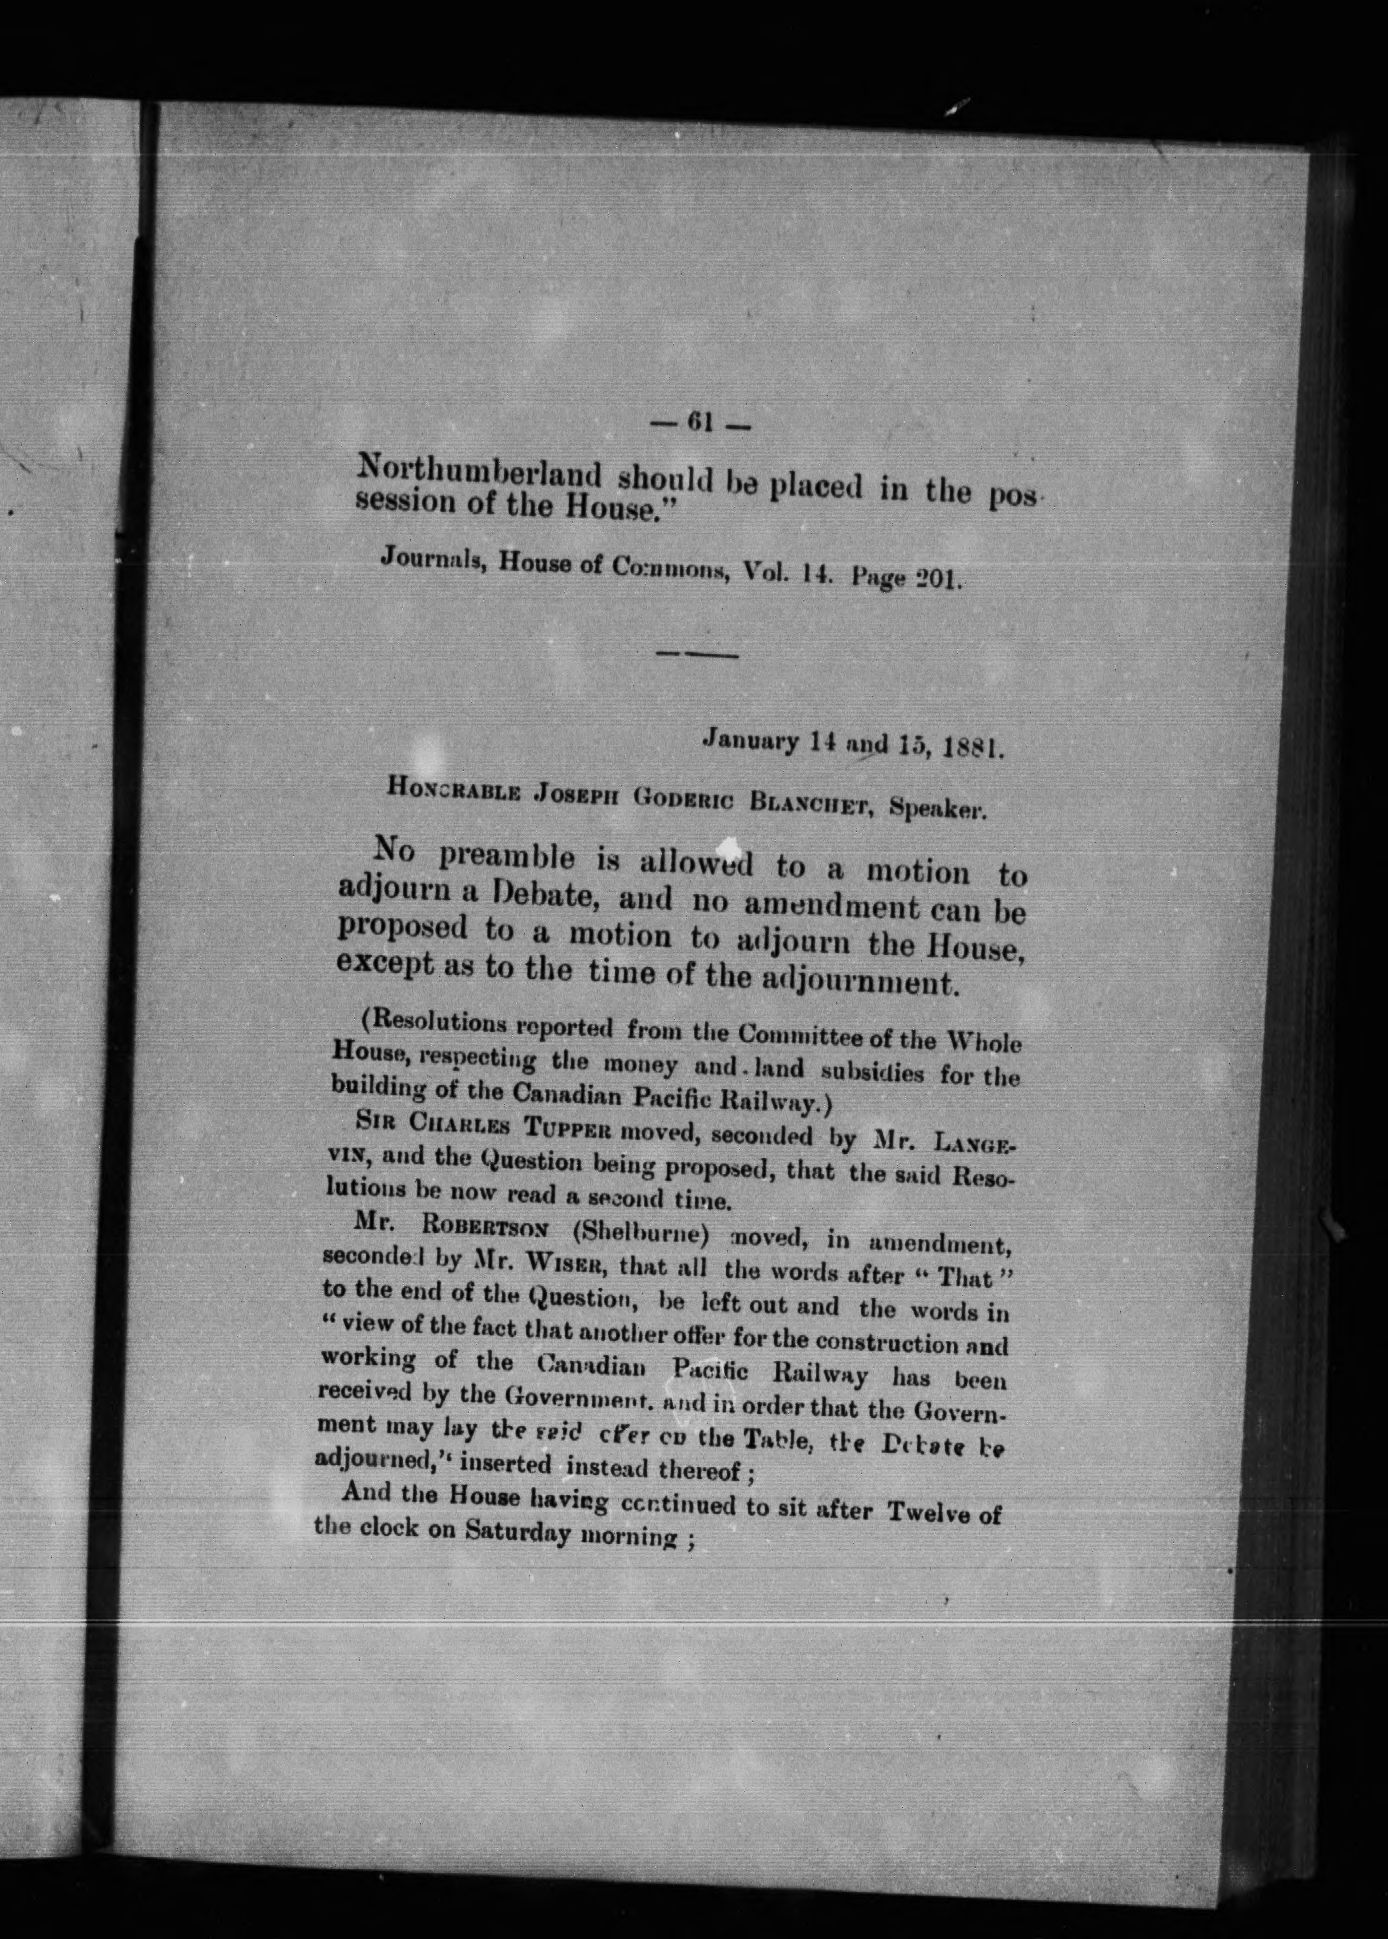 — 61 —
Northumberland should be placed in the pos-
session of the House."
Journals, House of Commons, Vol. 14. Page 201.
January 14 and 15, 1881.
HONORABLE JOSEPH GODERIC BLANCHET, Speaker.
No preamble is allowed to a motion to
adjourn a Debate, and no amendment can be
proposed to a motion to adjourn the House,
except as to the time of the adjournment.
(Resolutions reported from the Committee of the Whole
House, respecting the money and land subsidies for the
building of the Canadian Pacific Railway.)
SIR CHARLES TUPPER moved, seconded by Mr. LANGE-
VIN, and the Question being proposed, that the said Reso-
lutions be now read a second time.
Mr. ROBERTSON (Shelburne) moved, in amendment,
seconded by Mr. WISER, that all the words after " That "
to the end of the Question, be left out and the words in
" view of the fact that another offer for the construction and
working of the Canadian Pacific Railway has been
received by the Government, and in order that the Govern-
ment may lay the said offer on the Table, the Debate be
adjourned," inserted instead thereof ;
And the House having continued to sit after Twelve of
the clock on Saturday morning ;